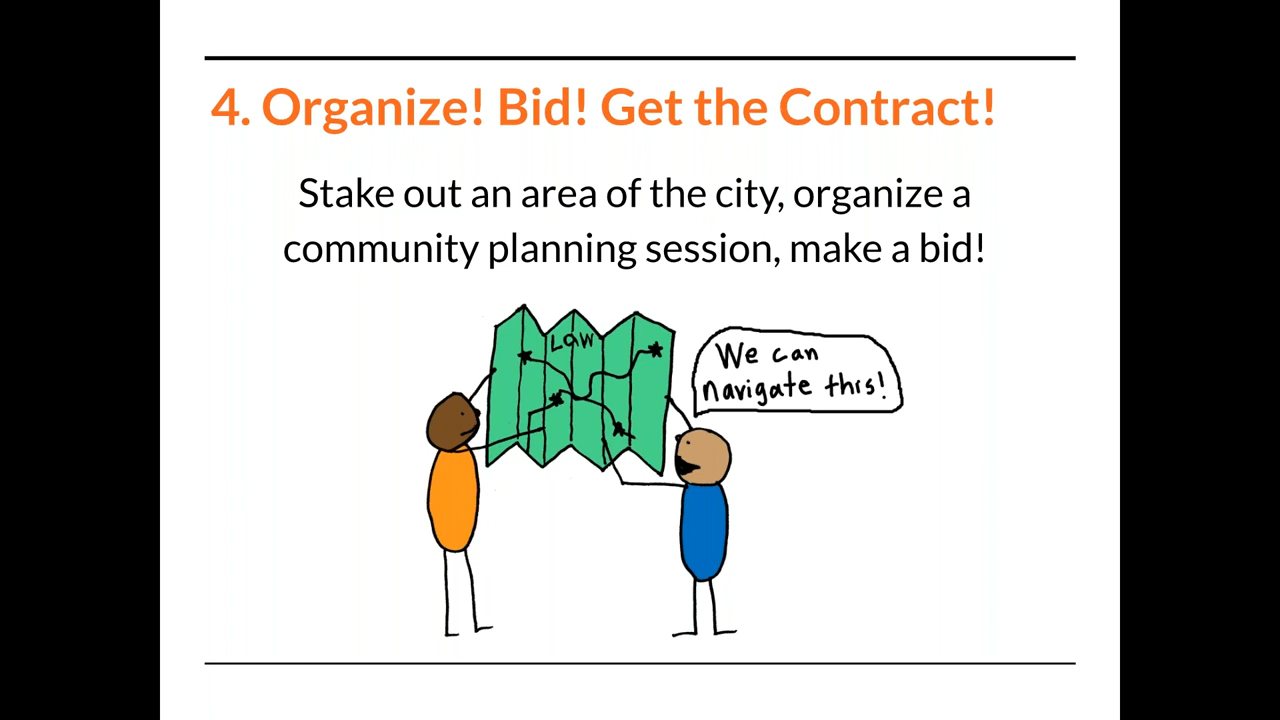 4. Organize! Bid! Get the Contract!
Stake out an area of the city, organize a
community planning session, make a bid!
Law
We can
navigate this!